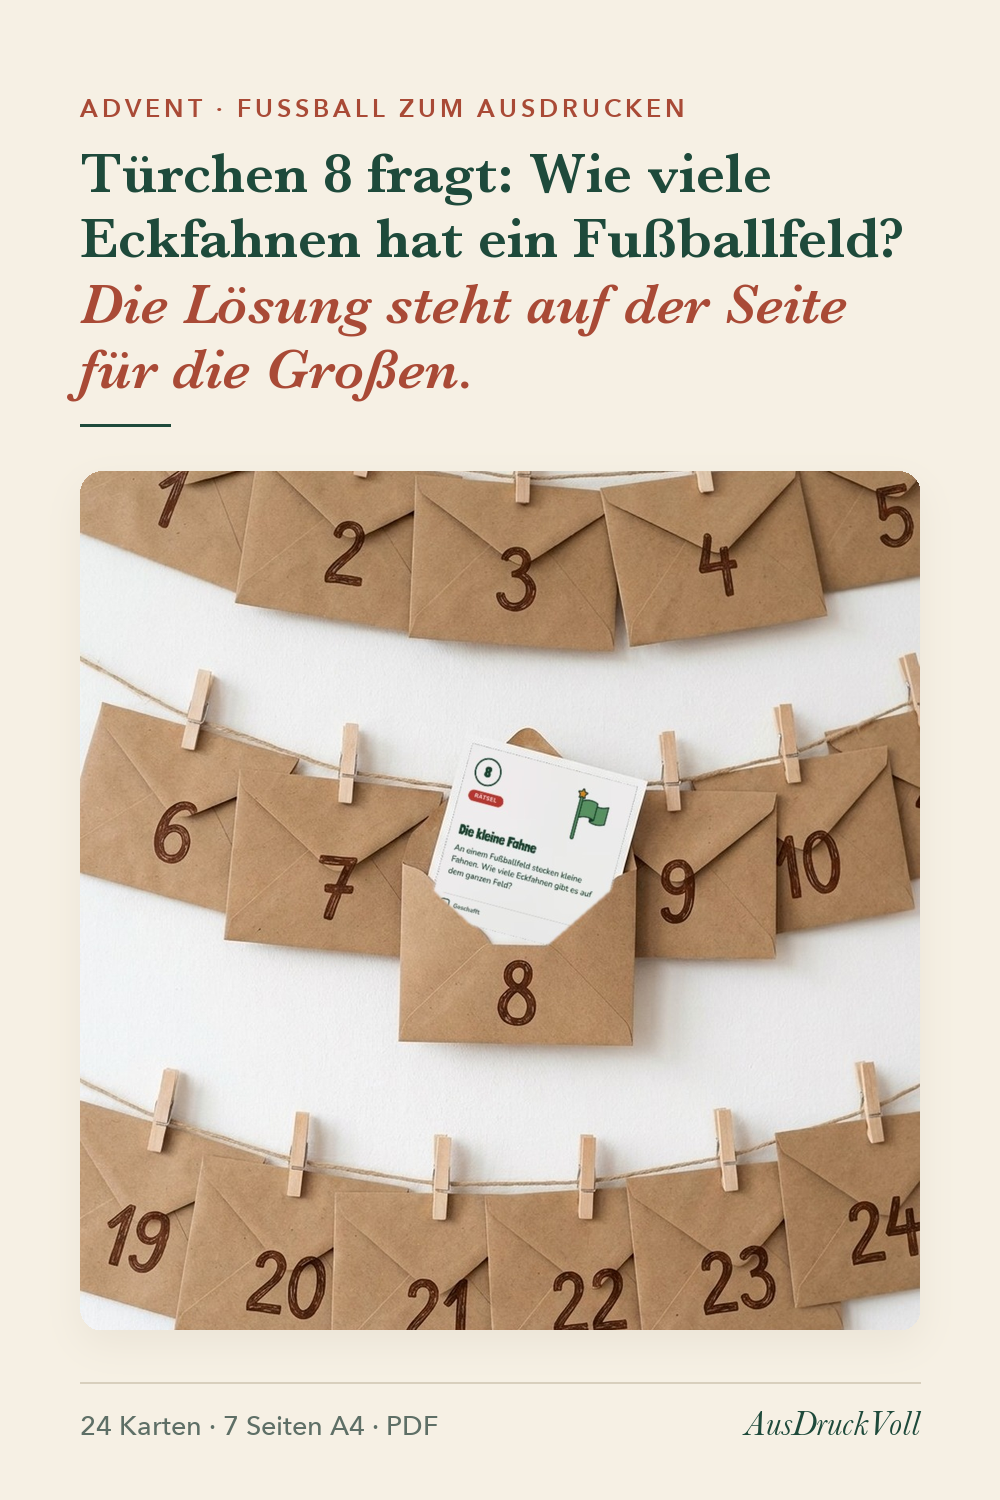 ADVENT · FUSSBALL ZUM AUSDRUCKEN
Türchen 8 fragt: Wie viele
Eckfahnen hat ein Fußballfeld?
Die Lösung steht auf der Seite
für die Großen.
1
2
3
4
5
8
RÄTSEL
Die kleine Fahne
An einem Fußballfeld stecken kleine
Fahnen. Wie viele Eckfahnen gibt es auf
dem ganzen Feld?
Geschafft
6
7
8
9
10
19
20
21
22
23
24
24 Karten · 7 Seiten A4 · PDF
AusDruckVoll